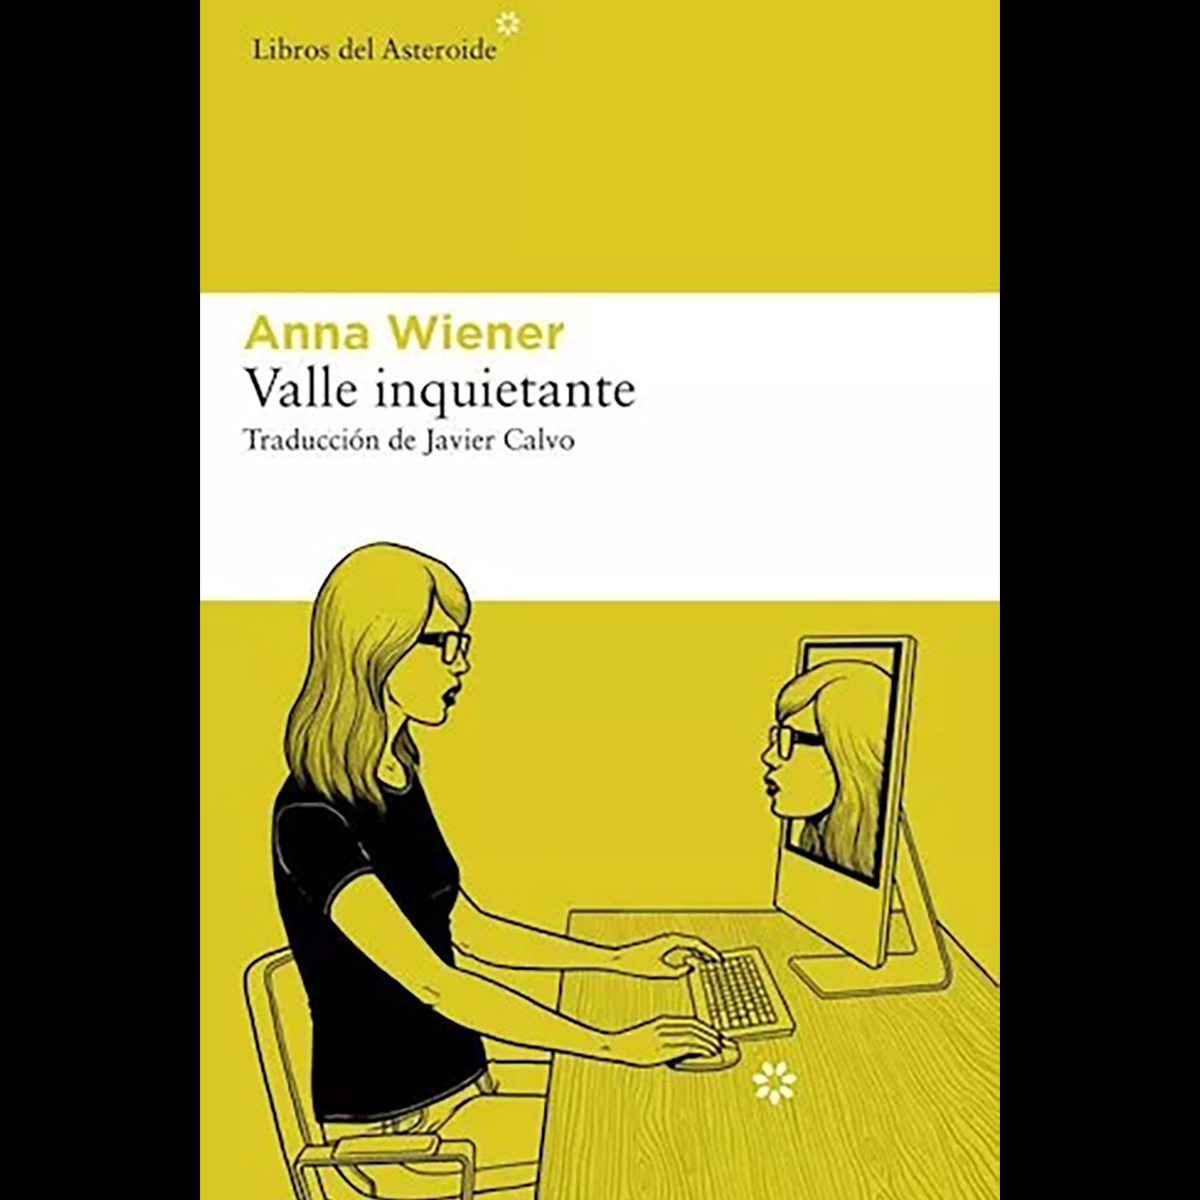 Libros del Asteroide
Anna Wiener
Valle inquietante
Traducción de Javier Calvo